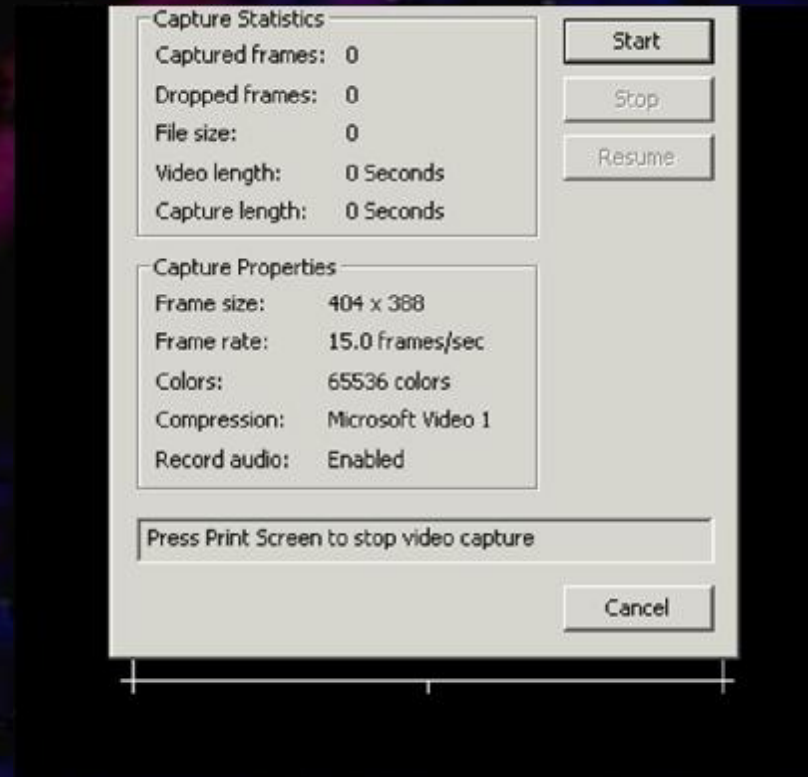 Capture Statistics
Captured frames: 0
Dropped frames: 0
File size: 0
Video length: 0 Seconds
Capture length: 0 Seconds
Start
Stop
Resume
Capture Properties
Frame size: 404 x 388
Frame rate: 15.0 frames/sec
Colors: 65536 colors
Compression: Microsoft Video 1
Record audio: Enabled
Press Print Screen to stop video capture
Cancel